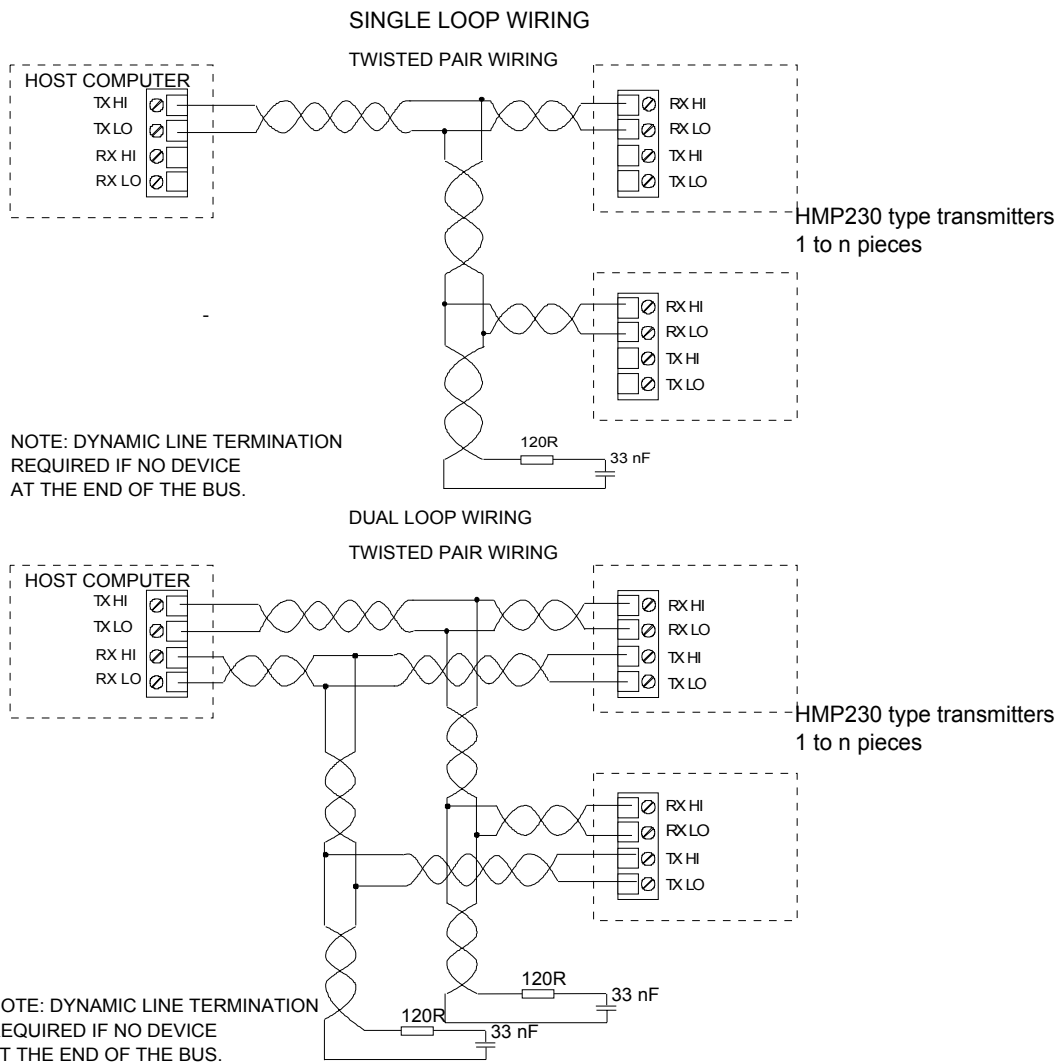 SINGLE LOOP WIRING
TWISTED PAIR WIRING
HOST COMPUTER
TX HI
TX LO
RX HI
RX LO
RX HI
RX LO
TX HI
TX LO
HMP230 type transmitters
1 to n pieces
RX HI
RX LO
TX HI
TX LO
-
NOTE: DYNAMIC LINE TERMINATION
REQUIRED IF NO DEVICE
AT THE END OF THE BUS.
120R
33 nF
DUAL LOOP WIRING
TWISTED PAIR WIRING
HOST COMPUTER
TX HI
TX LO
RX HI
RX LO
RX HI
RX LO
TX HI
TX LO
HMP230 type transmitters
1 to n pieces
RX HI
RX LO
TX HI
TX LO
120R
33 nF
OTE: DYNAMIC LINE TERMINATION
EQUIRED IF NO DEVICE
T THE END OF THE BUS.
120R
33 nF